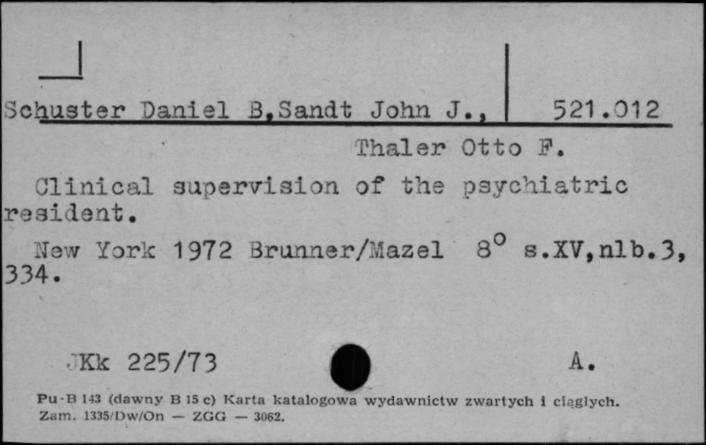 Schuster Daniel B,Sandt John J., 521.012
Thaler Otto F.
Clinical supervision of the psychiatric
resident.
New York 1972 Brunner/Mazel 8° s.XV,nlb.3,
334.
JKk 225/73 A.
Pu-B 143 (dawny B 15 c) Karta katalogowa wydawnictw zwartych i ciągłych.
Zam. 1335/Dw/On — ZGG — 3062.